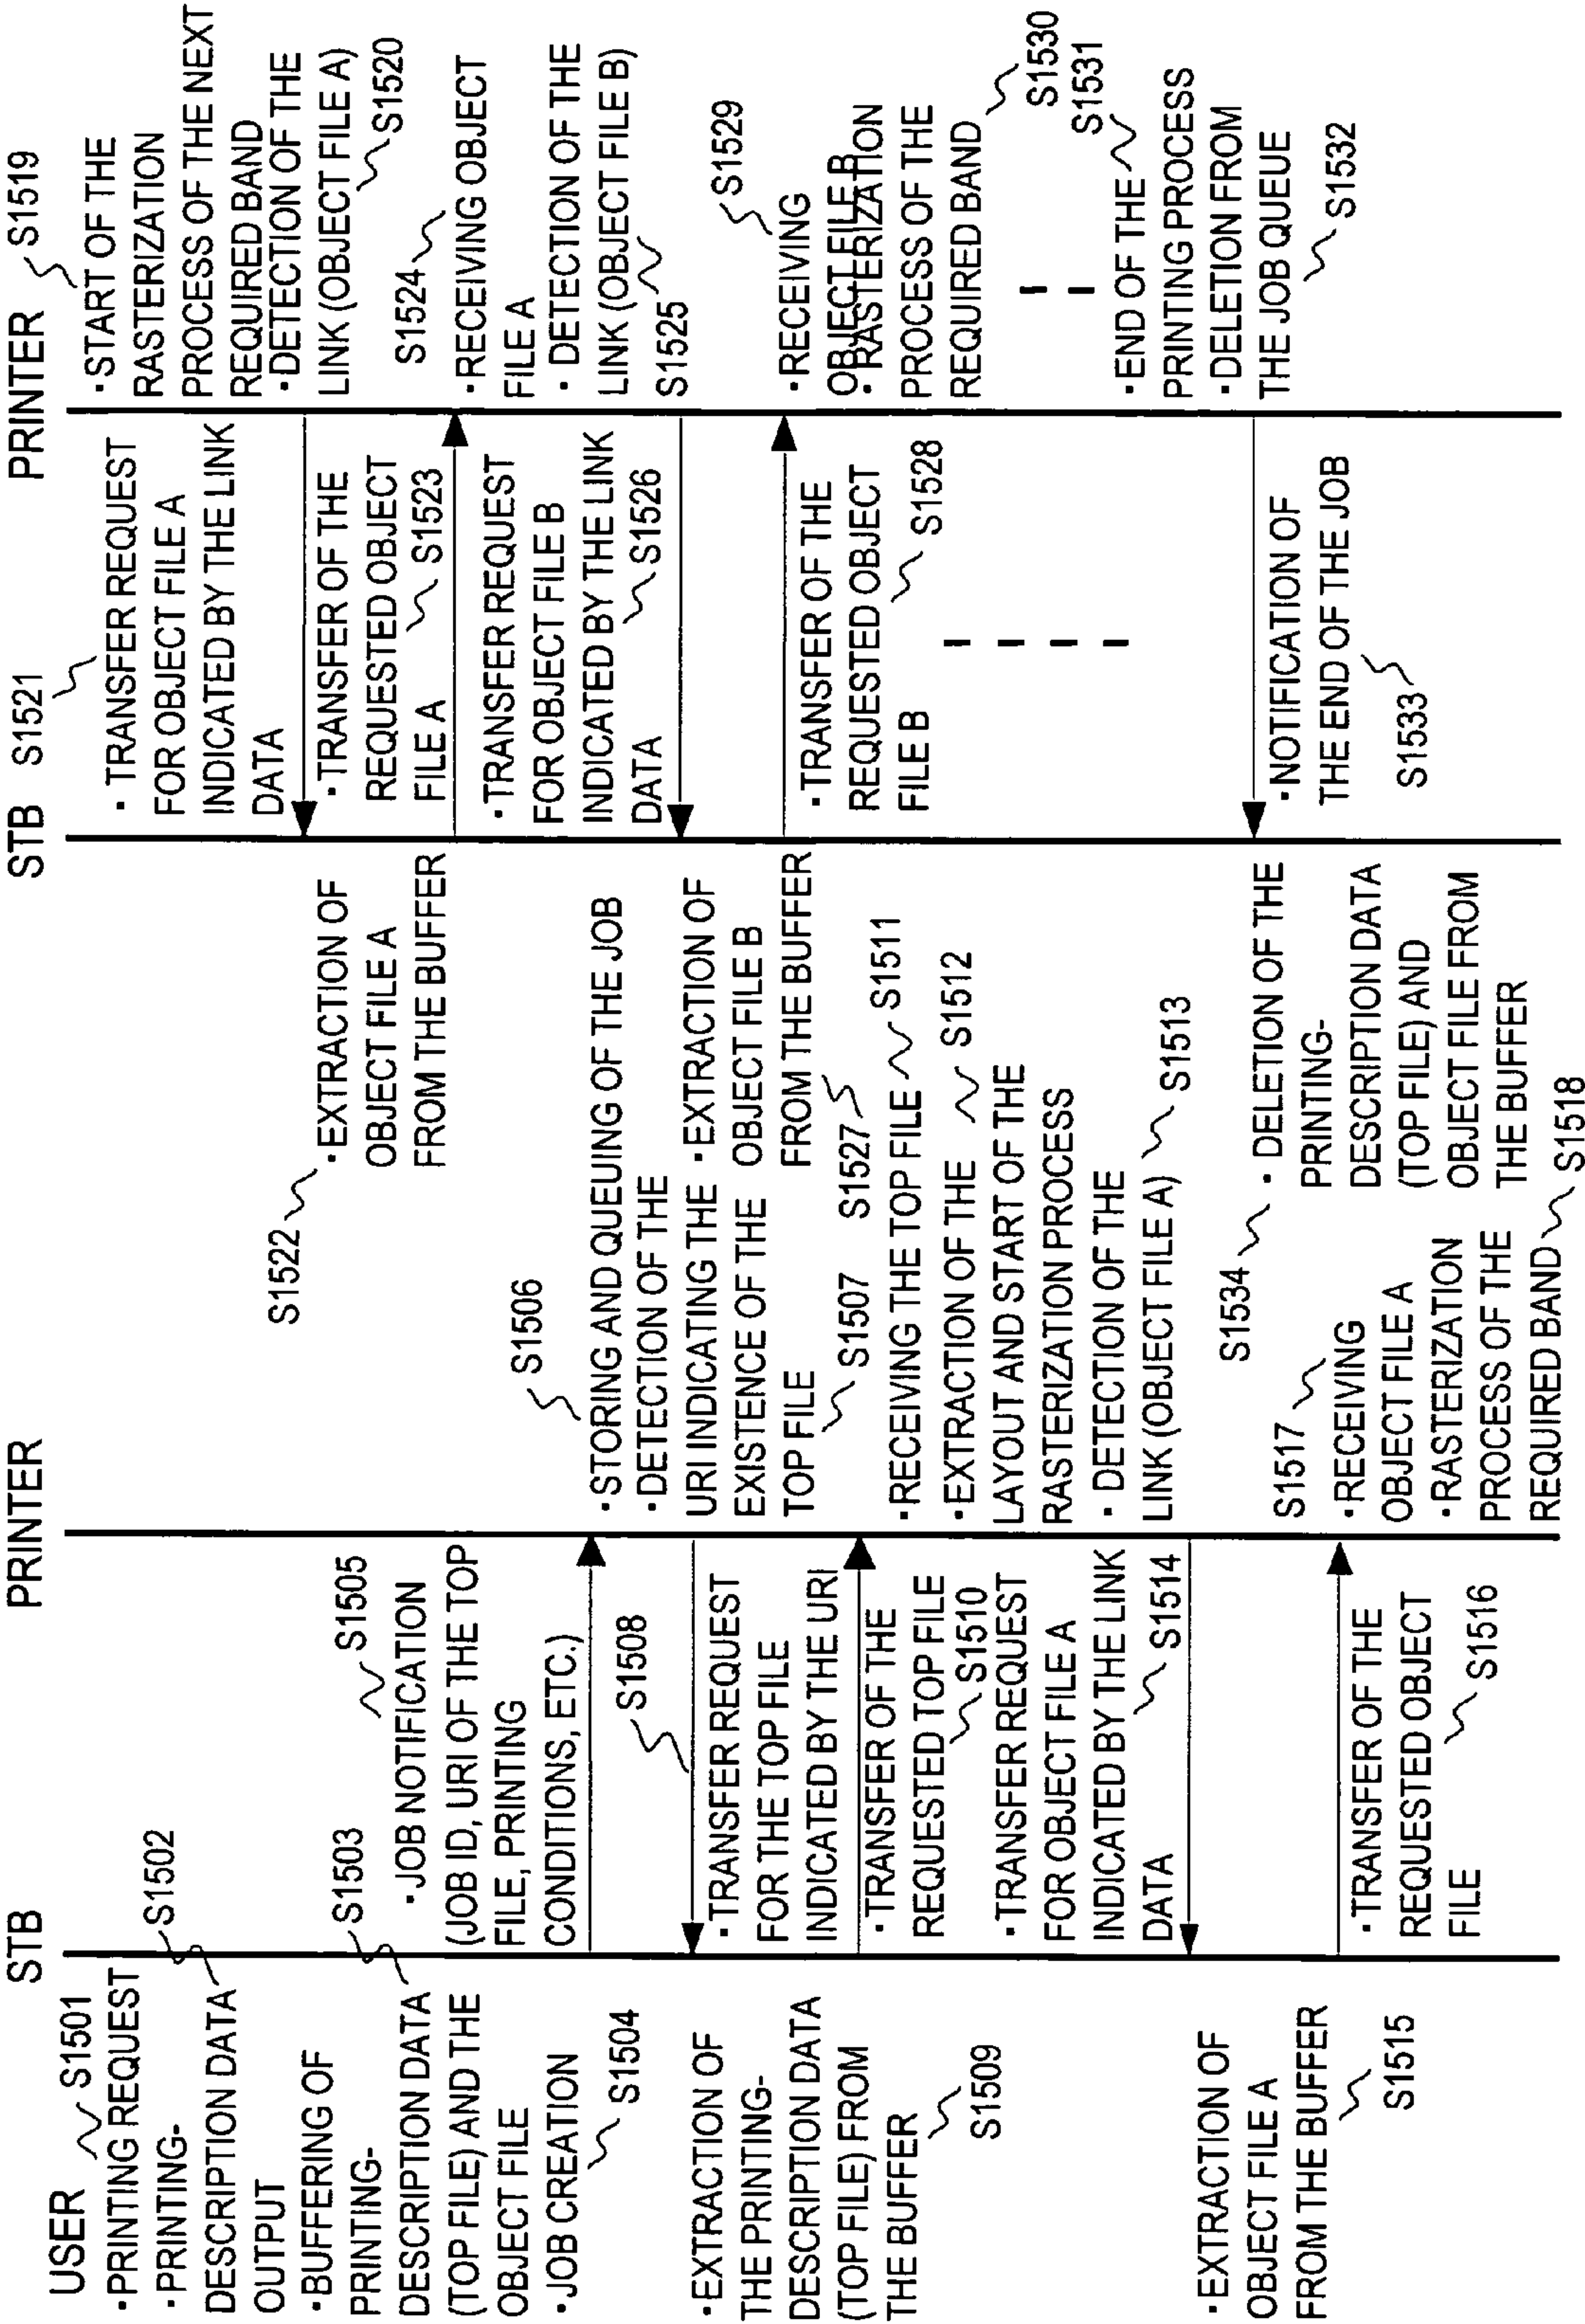 USER
S1501
·PRINTING REQUEST
·PRINTING-
DESCRIPTION DATA
OUTPUT
S1502
·BUFFERING OF
PRINTING-
DESCRIPTION DATA
(TOP FILE) AND THE
OBJECT FILE
S1503
·JOB CREATION
S1504
·EXTRACTION OF
THE PRINTING-
DESCRIPTION DATA
(TOP FILE) FROM
THE BUFFER
S1509
·EXTRACTION OF
OBJECT FILE A
FROM THE BUFFER
S1515
STB
·JOB NOTIFICATION
(JOB ID, URI OF THE TOP
FILE, PRINTING
CONDITIONS, ETC.)
S1505
S1508
·TRANSFER REQUEST
FOR THE TOP FILE
INDICATED BY THE URI
·TRANSFER OF THE
REQUESTED TOP FILE
S1510
·TRANSFER REQUEST
FOR OBJECT FILE A
INDICATED BY THE LINK
DATA
S1514
·TRANSFER OF THE
REQUESTED OBJECT
FILE
S1516
PRINTER
S1506
·STORING AND QUEUING OF THE JOB
·DETECTION OF THE
URI INDICATING THE
EXISTENCE OF THE
TOP FILE
S1507
·RECEIVING THE TOP FILE
S1511
·EXTRACTION OF THE
LAYOUT AND START OF THE
RASTERIZATION PROCESS
S1512
·DETECTION OF THE
LINK (OBJECT FILE A)
S1513
S1517
·RECEIVING
OBJECT FILE A
·RASTERIZATION
PROCESS OF THE
REQUIRED BAND
S1518
S1522
·EXTRACTION OF
OBJECT FILE A
FROM THE BUFFER
·EXTRACTION OF
OBJECT FILE B
FROM THE BUFFER
S1527
S1534
·DELETION OF THE
PRINTING-
DESCRIPTION DATA
(TOP FILE) AND
OBJECT FILE FROM
THE BUFFER
STB
S1521
·TRANSFER REQUEST
FOR OBJECT FILE A
INDICATED BY THE LINK
DATA
·TRANSFER OF THE
REQUESTED OBJECT
FILE A
S1523
·TRANSFER REQUEST
FOR OBJECT FILE B
INDICATED BY THE LINK
DATA
S1526
·TRANSFER OF THE
REQUESTED OBJECT
FILE B
S1528
·NOTIFICATION OF
THE END OF THE JOB
S1533
PRINTER
S1519
·START OF THE
RASTERIZATION
PROCESS OF THE NEXT
REQUIRED BAND
·DETECTION OF THE
LINK (OBJECT FILE A)
S1520
S1524
·RECEIVING OBJECT
FILE A
·DETECTION OF THE
LINK (OBJECT FILE B)
S1525
S1529
·RECEIVING
OBJECT FILE B
·RASTERIZATION
PROCESS OF THE
REQUIRED BAND
S1530
S1531
·END OF THE
PRINTING PROCESS
·DELETION FROM
THE JOB QUEUE
S1532